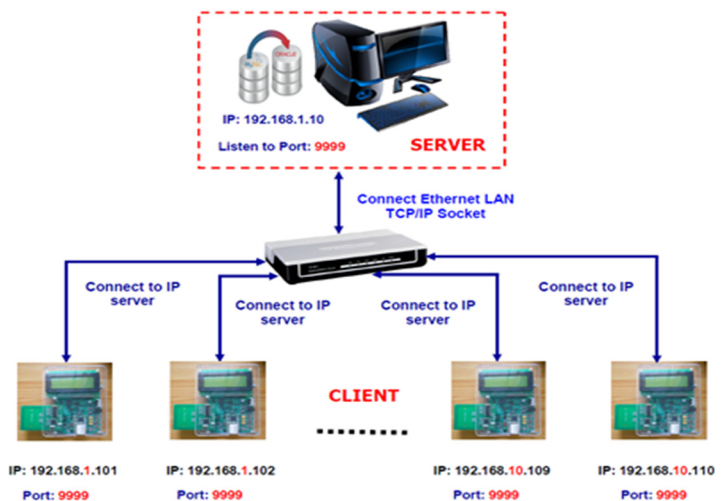 ORACLE
IP: 192.168.1.10
Listen to Port: 9999
SERVER
Connect Ethernet LAN
TCP/IP Socket
Connect to IP
server
Connect to IP
server
Connect to IP
server
Connect to IP
server
CLIENT
IP: 192.168.1.101
IP: 192.168.1.102
IP: 192.168.10.109
IP: 192.168.10.110
Port: 9999
Port: 9999
Port: 9999
Port: 9999